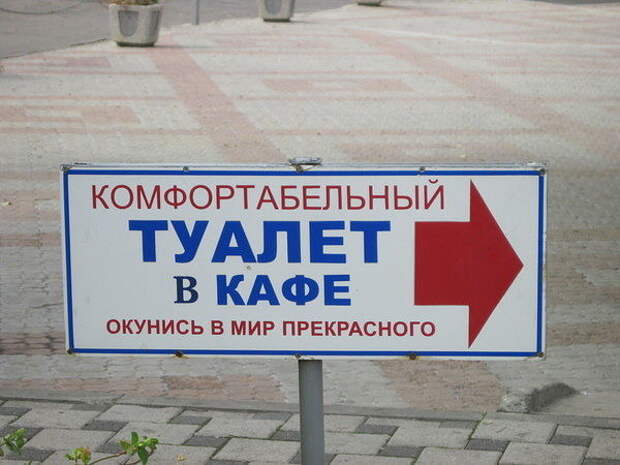 КОМФОРТАБЕЛЬНЫЙ
ТУАЛЕТ
В КАФЕ
ОКУНИСЬ В МИР ПРЕКРАСНОГО